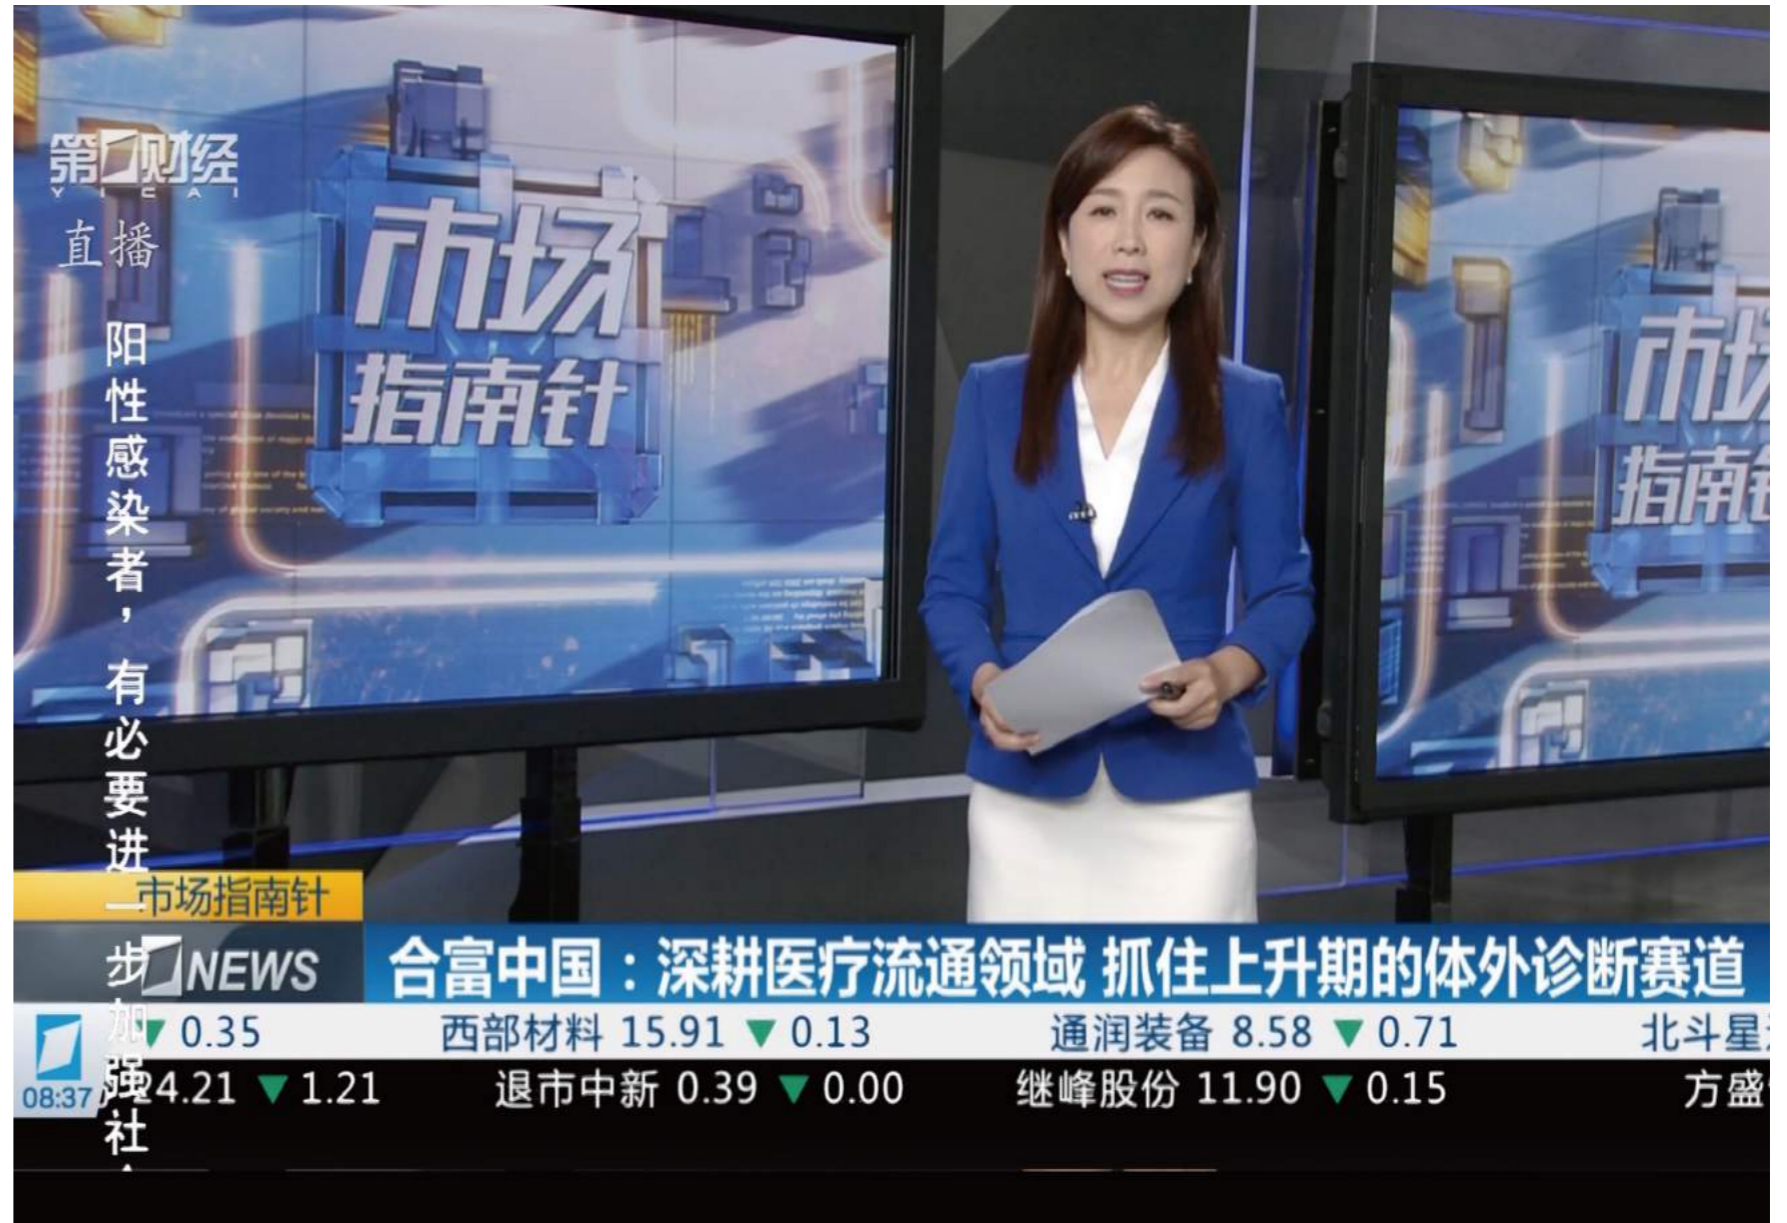 第一财经
YICAI
直播
市场
指南针
市场
指南针
阳性感染者，有必要进一步加强社
市场指南针
NEWS
合富中国：深耕医疗流通领域 抓住上升期的体外诊断赛道
▼ 0.35 西部材料 15.91 ▼ 0.13 通润装备 8.58 ▼ 0.71 北斗星
08:37
24.21 ▼ 1.21 退市中新 0.39 ▼ 0.00 继峰股份 11.90 ▼ 0.15 方盛